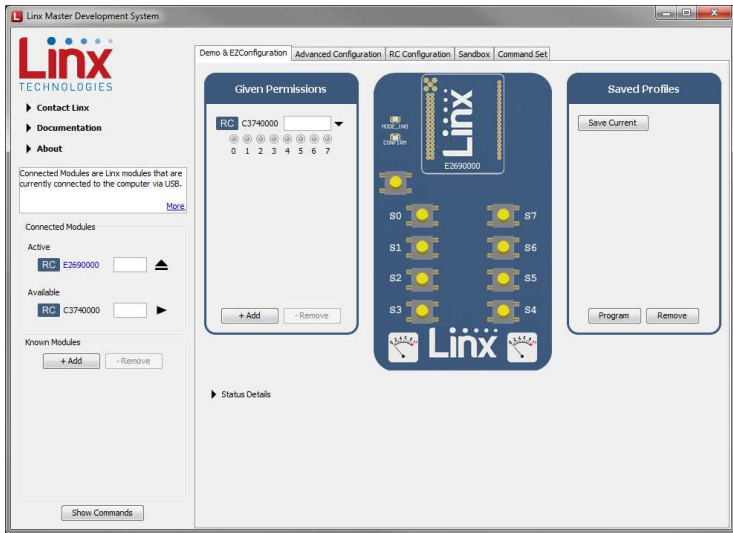 Linx Master Development System
Linx
TECHNOLOGIES
Contact Linx
Documentation
About
Connected Modules are Linx modules that are
currently connected to the computer via USB.
More
Connected Modules
Active
RC E2690000
Available
RC C3740000
Known Modules
+ Add - Remove
Show Commands
Demo & EZConfiguration Advanced Configuration RC Configuration Sandbox Command Set
Given Permissions
RC C3740000
0 1 2 3 4 5 6 7
+ Add - Remove
Linx
MODE_IND
CONFIRM
E2690000
S0 S7
S1 S6
S2 S5
S3 S4
Linx
Saved Profiles
Save Current
Program Remove
Status Details